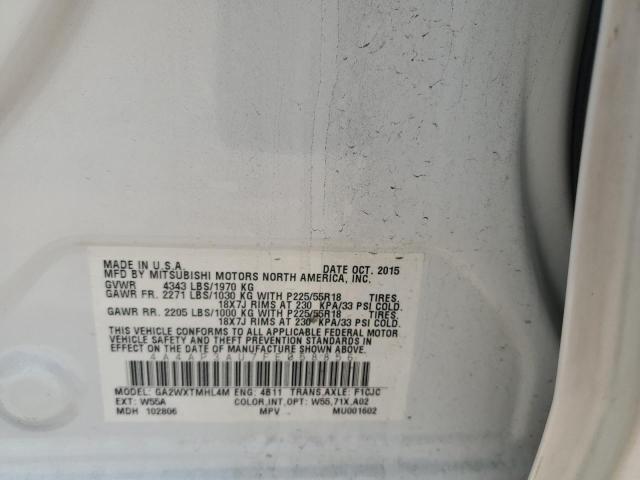 MADE IN U.S.A. DATE OCT. 2015
MFD BY MITSUBISHI MOTORS NORTH AMERICA, INC.
GVWR 4343 LBS/1970 KG
GAWR FR. 2271 LBS/1030 KG WITH P225/55R18 TIRES.
18X7J RIMS AT 230 KPA/33 PSI COLD.
GAWR RR. 2205 LBS/1000 KG WITH P225/55R18 TIRES.
18X7J RIMS AT 230 KPA/33 PSI COLD.
THIS VEHICLE CONFORMS TO ALL APPLICABLE FEDERAL MOTOR
VEHICLE SAFETY AND THEFT PREVENTION STANDARDS IN EFFECT
ON THE DATE OF MANUFACTURE SHOWN ABOVE.
MODEL: GA2WXTMHL4M ENG: 4B11 TRANS.AXLE: F1CJC
EXT: W55A COLOR,INT,OPT: W55,71X,A02
MDH 102806 MPV MU001602